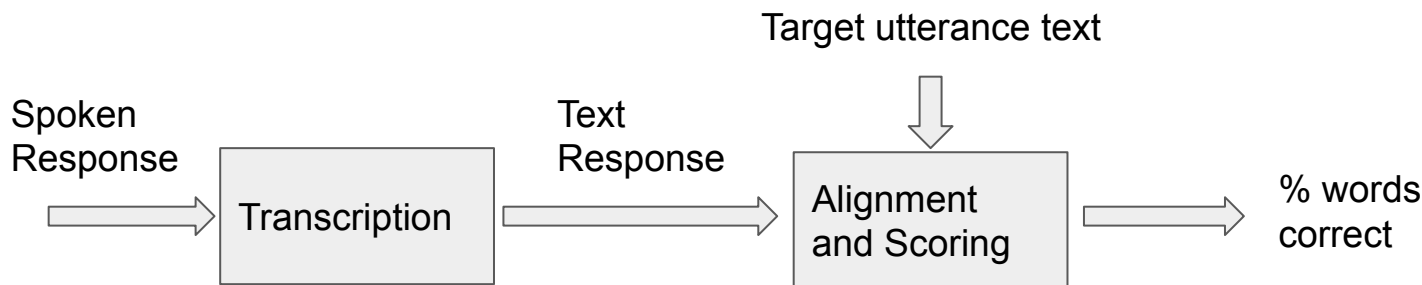 Target utterance text
Spoken
Response
Text
Response
Transcription
Alignment
and Scoring
% words
correct